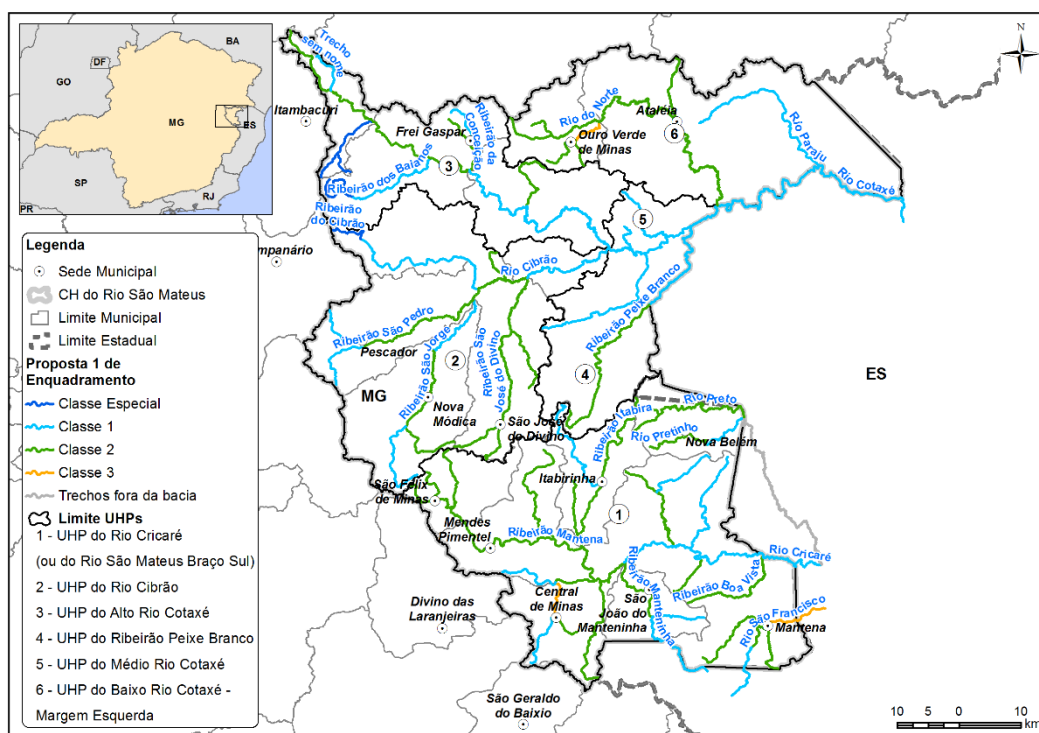 BA
DF
GO
MG
ES
SP
RJ
PR
N
Trecho
sem nome
Itambacuri
Frei Gaspar
Ribeirão da
Conceição
Rio do Norte
Ataléia
Ouro Verde
de Minas
6
3
Ribeirão dos Baianos
Rio Paraju
Rio Cotaxé
Ribeirão
do Cibrão
5
mpanário
Rio Cibrão
Ribeirão Peixe Branco
Ribeirão São Pedro
Pescador
Ribeirão São Jorge
2
Ribeirão São
José do Divino
4
ES
MG
Nova
Módica
São José
do Divino
Ribeirão Itabira
Rio Preto
Rio Pretinho
Nova Belém
Itabirinha
São Félix
de Minas
1
Mendes
Pimentel
Ribeirão Mantena
Rio Cricaré
Ribeirão Manteninha
Ribeirão Boa Vista
Central
de Minas
São
João do
Manteninha
Rio São Francisco
Mantena
Divino das
Laranjeiras
São Geraldo
do Baixio
Legenda
Sede Municipal
CH do Rio São Mateus
Limite Municipal
Limite Estadual
Proposta 1 de
Enquadramento
Classe Especial
Classe 1
Classe 2
Classe 3
Trechos fora da bacia
Limite UHPs
1 - UHP do Rio Cricaré
(ou do Rio São Mateus Braço Sul)
2 - UHP do Rio Cibrão
3 - UHP do Alto Rio Cotaxé
4 - UHP do Ribeirão Peixe Branco
5 - UHP do Médio Rio Cotaxé
6 - UHP do Baixo Rio Cotaxé -
Margem Esquerda
10 5 0 10
km